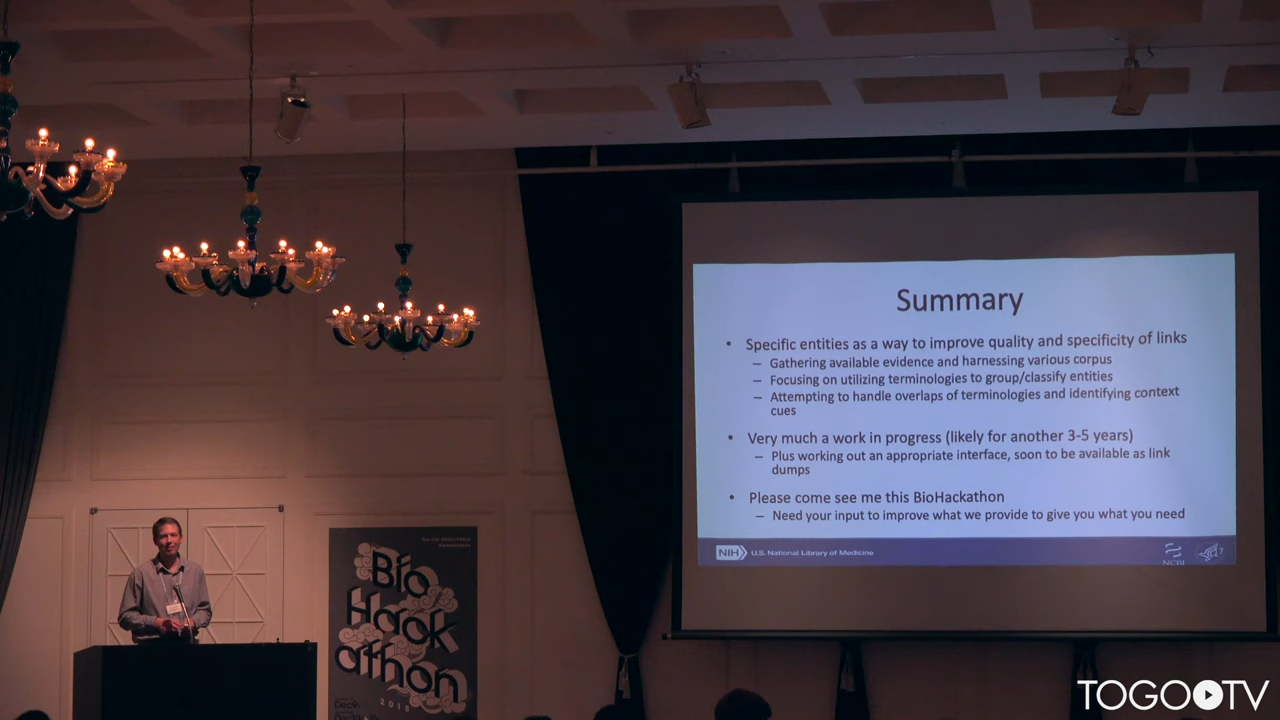 Summary
• Specific entities as a way to improve quality and specificity of links
– Gathering available evidence and harnessing various corpus
– Focusing on utilizing terminologies to group/classify entities
– Attempting to handle overlaps of terminologies and identifying context
cues
• Very much a work in progress (likely for another 3-5 years)
– Plus working out an appropriate interface, soon to be available as link
dumps
• Please come see me this BioHackathon
– Need your input to improve what we provide to give you what you need
NIH U.S. National Library of Medicine
NCBI
Bio
Hack
athon
TOGO TV